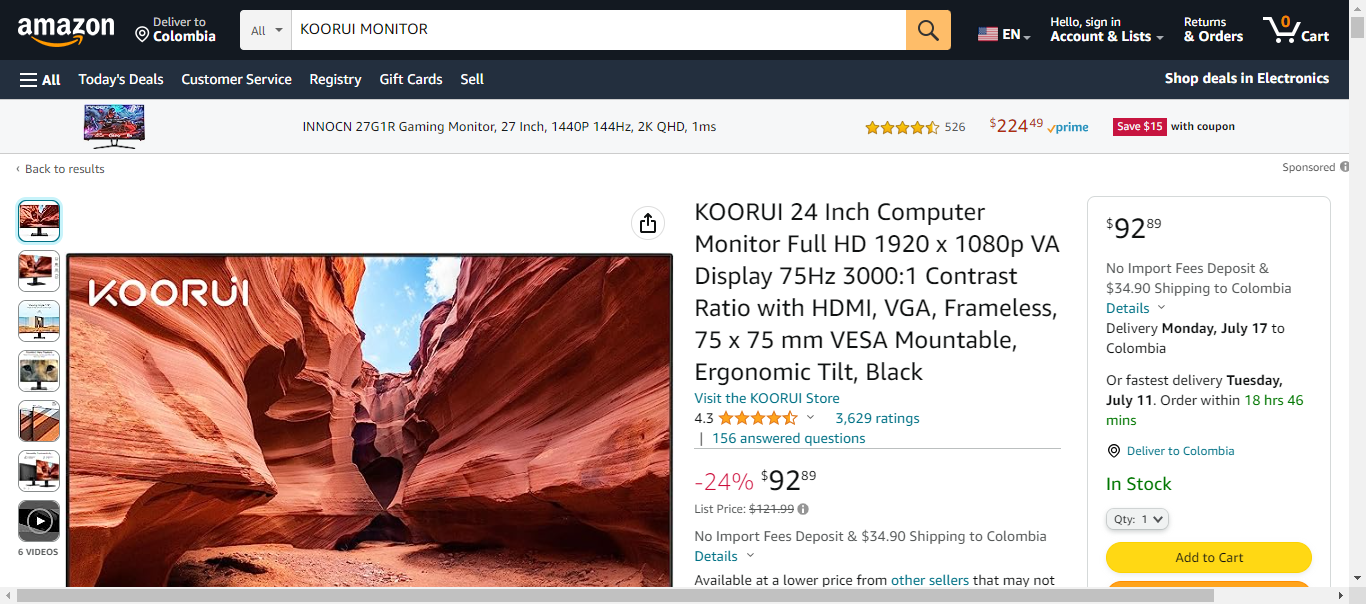 amazon
Deliver to
Colombia
All
KOORUI MONITOR
EN
Hello, sign in
Account & Lists
Returns
& Orders
0
Cart
All
Today's Deals
Customer Service
Registry
Gift Cards
Sell
Shop deals in Electronics
INNOCN 27G1R Gaming Monitor, 27 Inch, 1440P 144Hz, 2K QHD, 1ms
526
$224.49
prime
Save $15 with coupon
‹ Back to results
Sponsored
KOORUI
6 VIDEOS
KOORUI 24 Inch Computer
Monitor Full HD 1920 x 1080p VA
Display 75Hz 3000:1 Contrast
Ratio with HDMI, VGA, Frameless,
75 x 75 mm VESA Mountable,
Ergonomic Tilt, Black
Visit the KOORUI Store
4.3 3,629 ratings
| 156 answered questions
-24% $92 89
List Price: $121.99
No Import Fees Deposit & $34.90 Shipping to Colombia
Details
Available at a lower price from other sellers that may not
$92 89
No Import Fees Deposit &
$34.90 Shipping to Colombia
Details
Delivery Monday, July 17 to
Colombia
Or fastest delivery Tuesday,
July 11. Order within 18 hrs 46
mins
Deliver to Colombia
In Stock
Qty: 1
Add to Cart